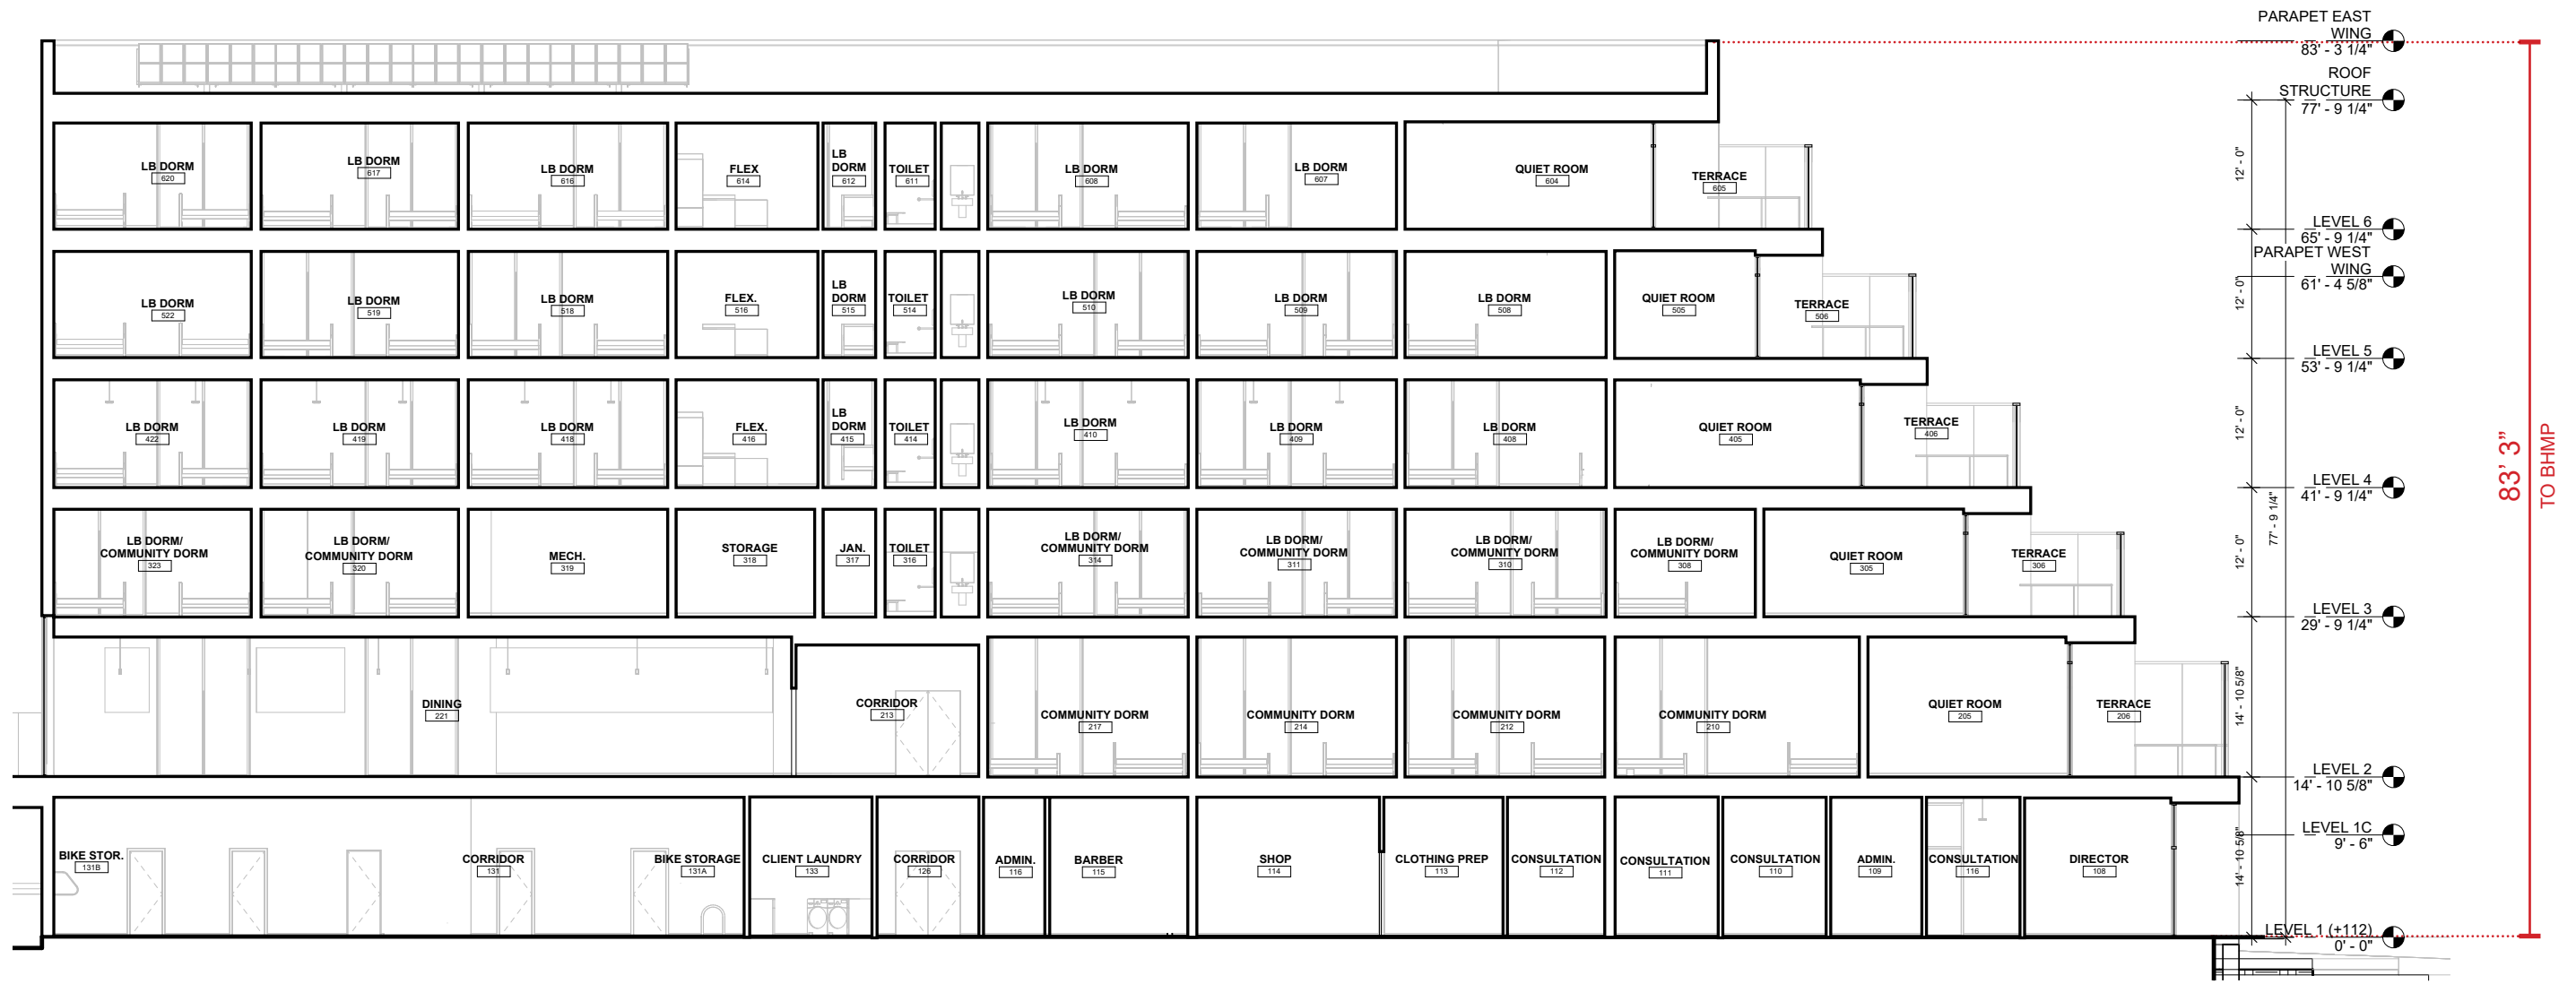 PARAPET EAST
WING
83' - 3 1/4"
ROOF
STRUCTURE
77' - 9 1/4"
LB DORM
620
LB DORM
617
LB DORM
616
FLEX
614
LB
DORM
612
TOILET
611
LB DORM
608
LB DORM
607
QUIET ROOM
604
TERRACE
605
12' - 0"
LEVEL 6
65' - 9 1/4"
PARAPET WEST
WING
61' - 4 5/8"
LB DORM
522
LB DORM
519
LB DORM
518
FLEX.
516
LB
DORM
515
TOILET
514
LB DORM
510
LB DORM
509
LB DORM
508
QUIET ROOM
505
TERRACE
506
12' - 0"
LEVEL 5
53' - 9 1/4"
LB DORM
422
LB DORM
419
LB DORM
418
FLEX.
416
LB
DORM
415
TOILET
414
LB DORM
410
LB DORM
409
LB DORM
408
QUIET ROOM
405
TERRACE
406
12' - 0"
LEVEL 4
41' - 9 1/4"
83' 3"
TO BHMP
77' - 9 1/4"
LB DORM/
COMMUNITY DORM
323
LB DORM/
COMMUNITY DORM
320
MECH.
319
STORAGE
318
JAN.
317
TOILET
316
LB DORM/
COMMUNITY DORM
314
LB DORM/
COMMUNITY DORM
311
LB DORM/
COMMUNITY DORM
310
LB DORM/
COMMUNITY DORM
308
QUIET ROOM
305
TERRACE
306
12' - 0"
LEVEL 3
29' - 9 1/4"
DINING
221
CORRIDOR
213
COMMUNITY DORM
217
COMMUNITY DORM
214
COMMUNITY DORM
212
COMMUNITY DORM
210
QUIET ROOM
205
TERRACE
206
14' - 10 5/8"
LEVEL 2
14' - 10 5/8"
LEVEL 1C
9' - 6"
BIKE STOR.
131B
CORRIDOR
131
BIKE STORAGE
131A
CLIENT LAUNDRY
133
CORRIDOR
126
ADMIN.
116
BARBER
115
SHOP
114
CLOTHING PREP
113
CONSULTATION
112
CONSULTATION
111
CONSULTATION
110
ADMIN.
109
CONSULTATION
116
DIRECTOR
108
14' - 10 5/8"
LEVEL 1 (+112)
0' - 0"